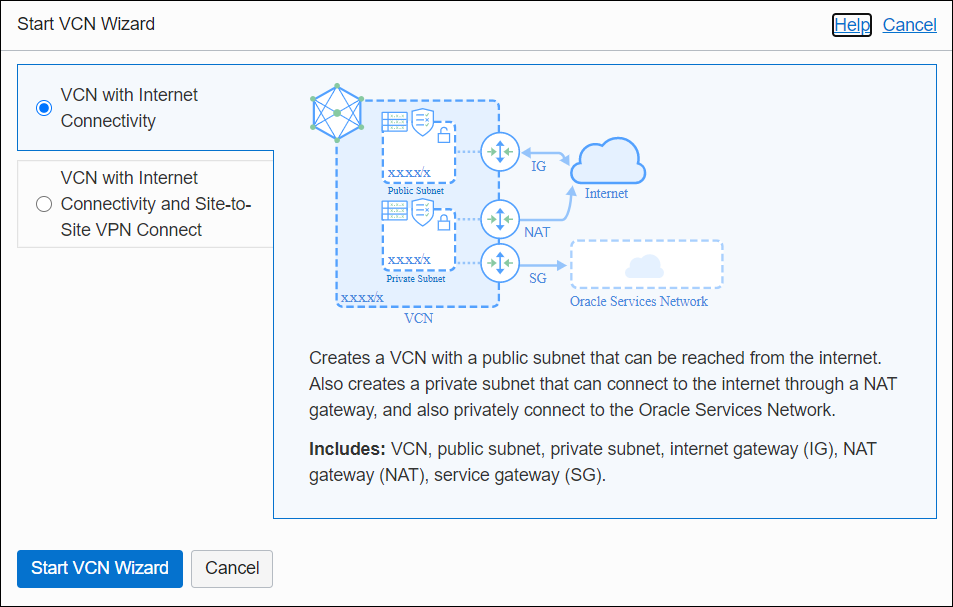 Start VCN Wizard
Help Cancel
VCN with Internet
Connectivity
VCN with Internet
Connectivity and Site-to-
Site VPN Connect
xxxx/x
Public Subnet
xxxx/x
Private Subnet
xxxx/x
VCN
IG
Internet
NAT
SG
Oracle Services Network
Creates a VCN with a public subnet that can be reached from the internet.
Also creates a private subnet that can connect to the internet through a NAT
gateway, and also privately connect to the Oracle Services Network.
Includes: VCN, public subnet, private subnet, internet gateway (IG), NAT
gateway (NAT), service gateway (SG).
Start VCN Wizard
Cancel